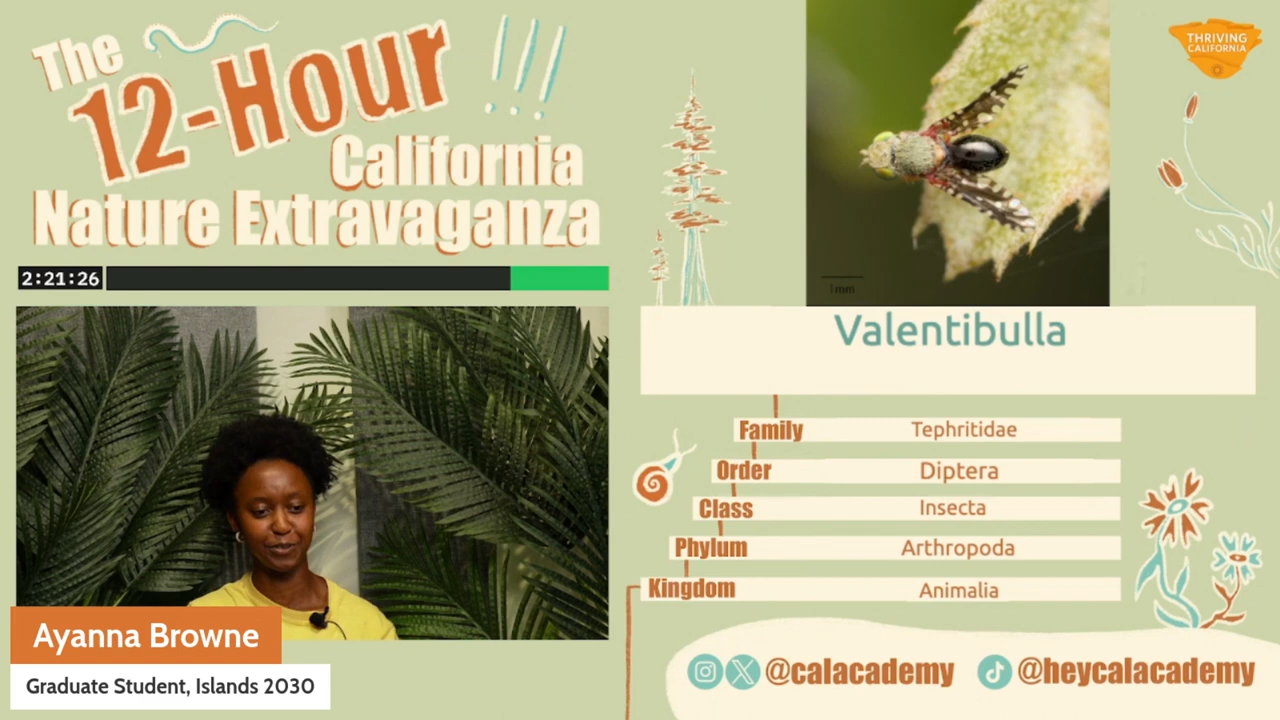 The
12-Hour!!!
California
Nature Extravaganza
2:21:26
Ayanna Browne
Graduate Student, Islands 2030
THRIVING
CALIFORNIA
1mm
Valentibulla
Family Tephritidae
Order Diptera
Class Insecta
Phylum Arthropoda
Kingdom Animalia
@calacademy @heycalacademy